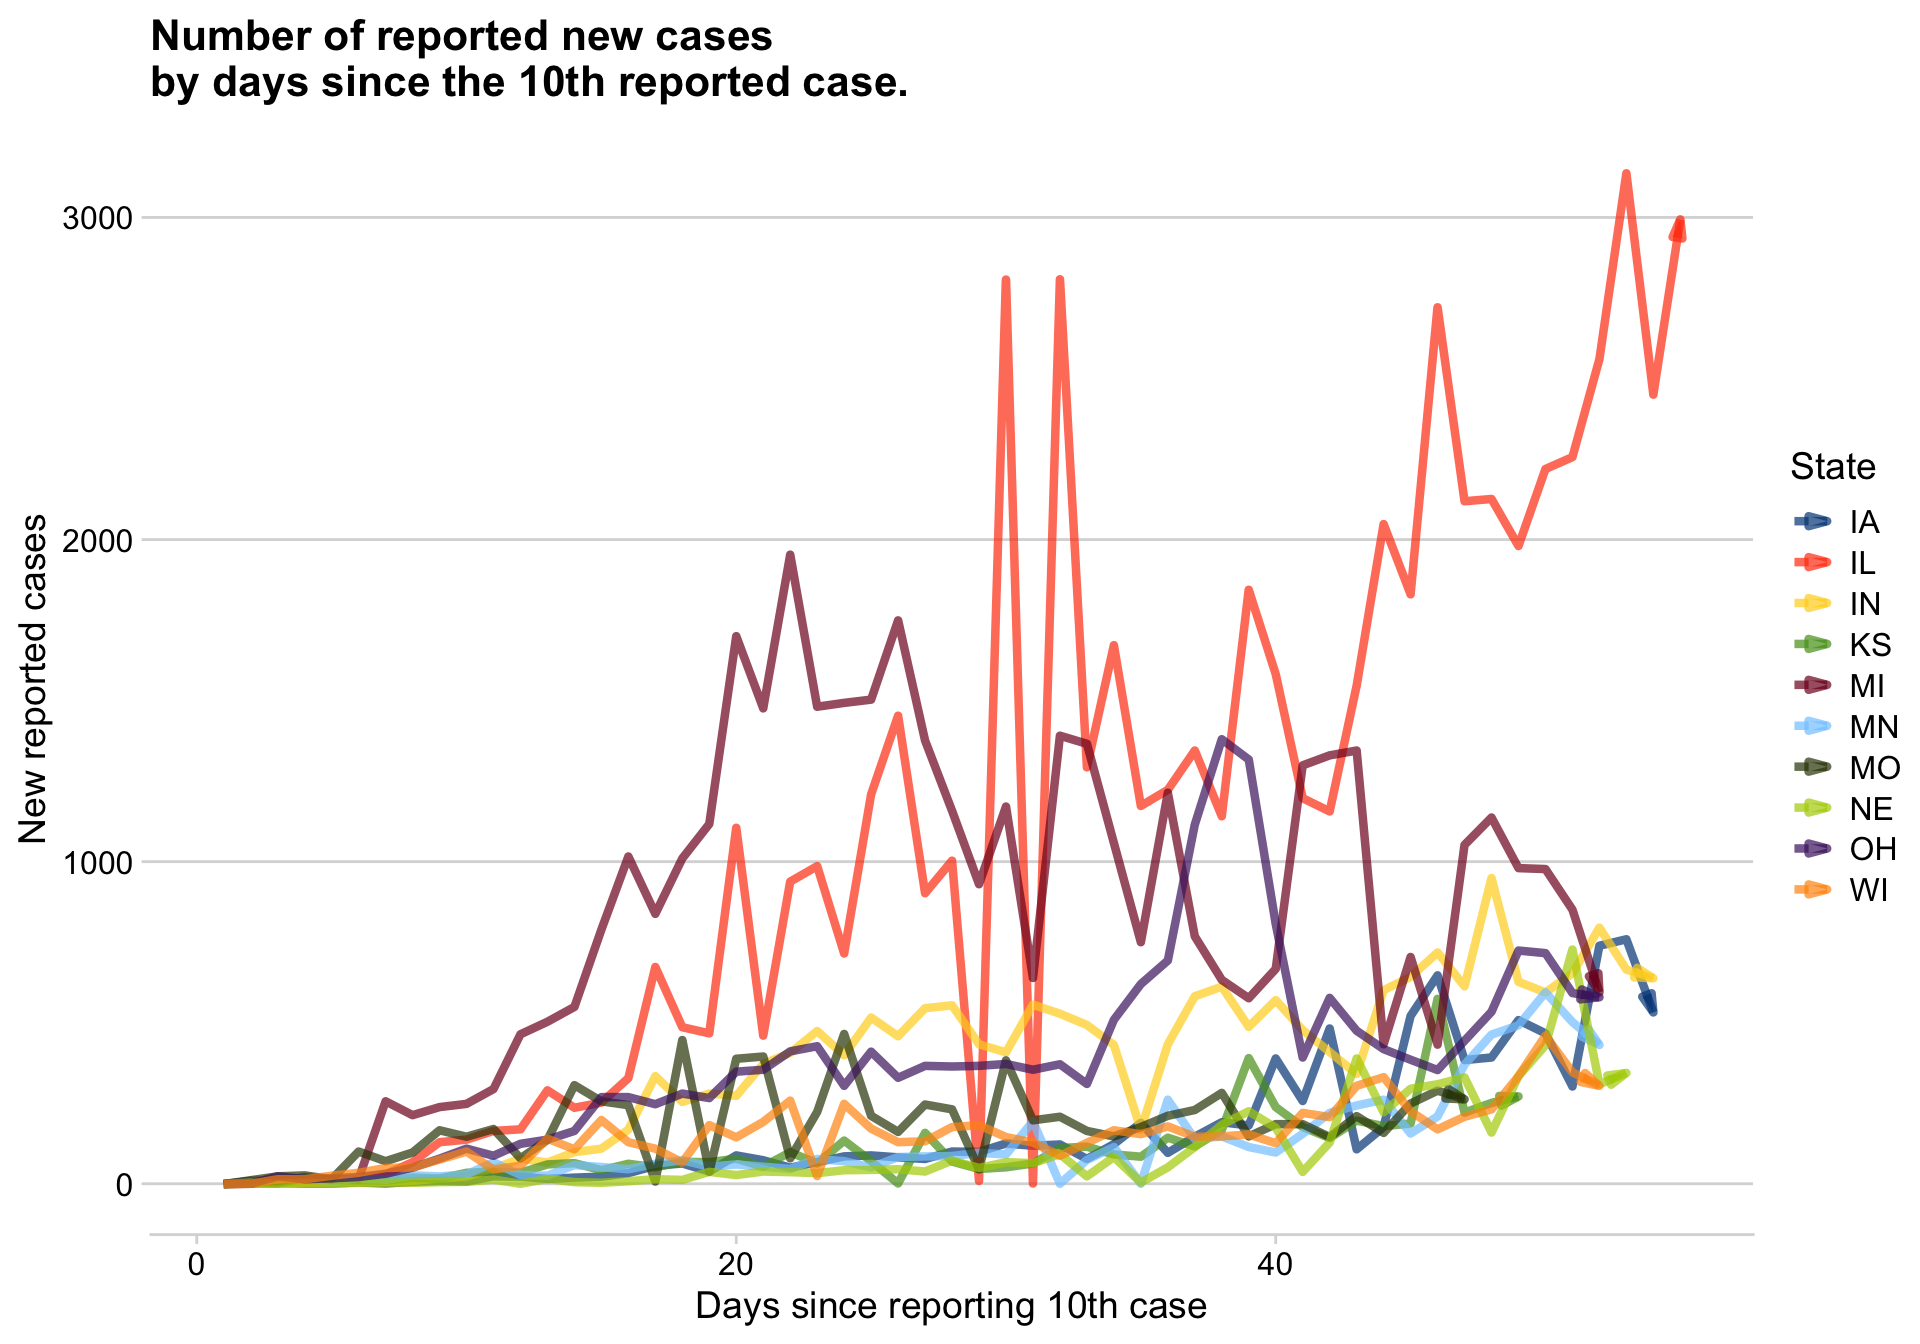 Number of reported new cases
by days since the 10th reported case.
3000
2000
1000
0
New reported cases
0 20 40
Days since reporting 10th case
State
IA
IL
IN
KS
MI
MN
MO
NE
OH
WI